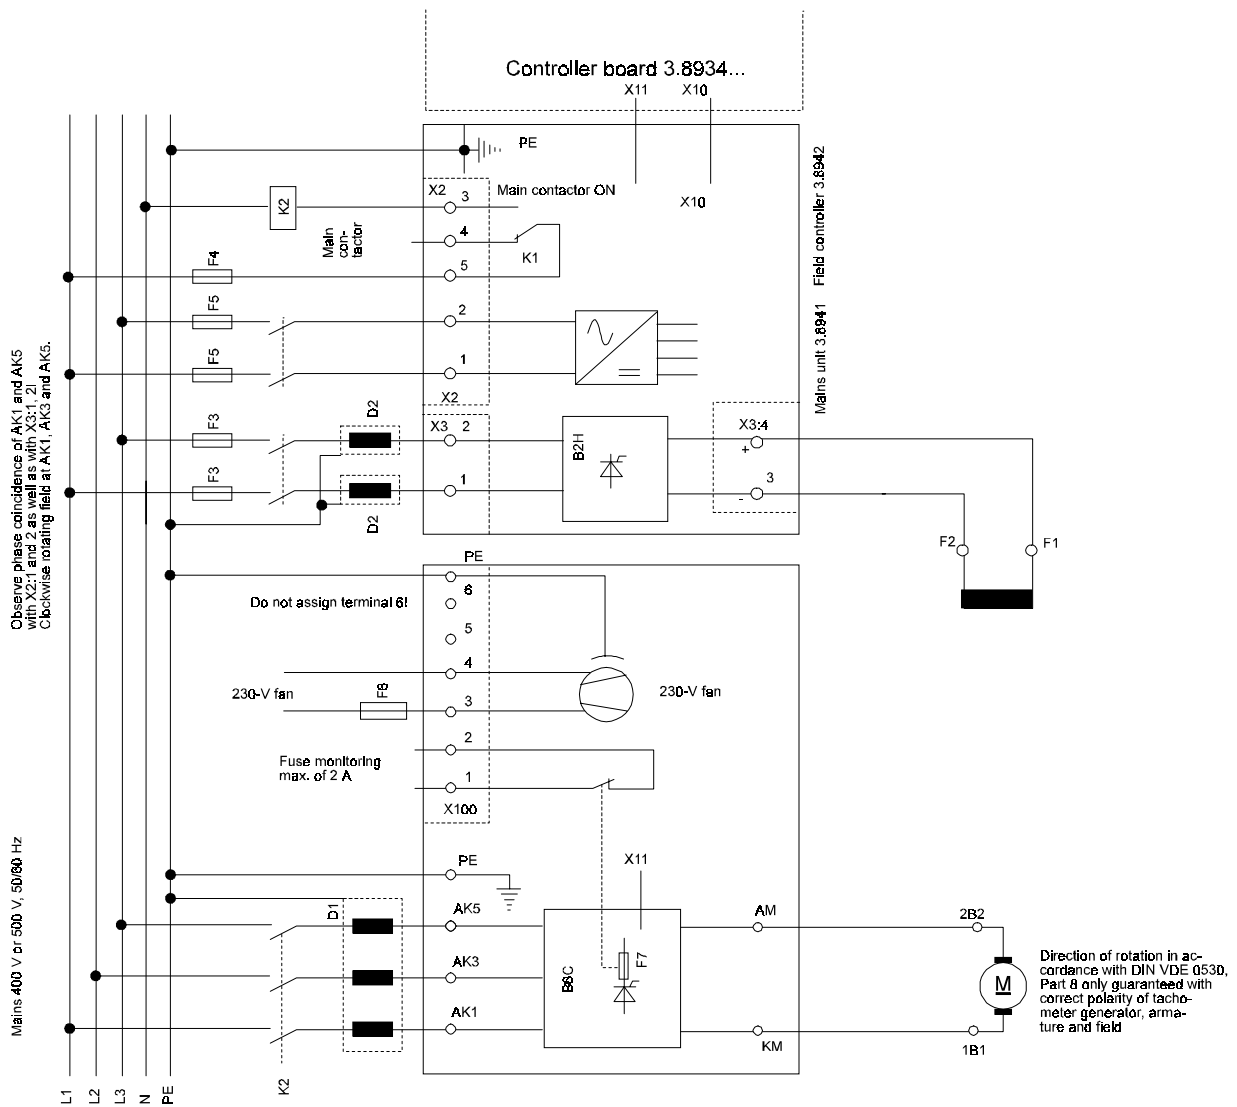 Controller board 3.8934...
X11 X10
PE
Field controller 3.8942
Mains unit 3.8941
X10
X2 3 Main contactor ON
K2
Main
con-
tactor
4
K1
F4
5
F5
2
F5
1
X2
D2
F3
X3 2
B2H
X3:4
+
F3
1
3
-
D2
Observe phase coincidence of AK1 and AK5
with X2:1 and 2 as well as with X3:1, 2!
Clockwise rotating field at AK1, AK3 and AK5.
F2 F1
PE
6
Do not assign terminal 6!
5
4
230-V fan
F8
3
230-V fan
2
Fuse monitoring
max. of 2 A
1
X100
Mains 400 V or 500 V, 50/60 Hz
PE
X11
D1
AK5
AM
2B2
AK3
B6C
F7
M
Direction of rotation in ac-
cordance with DIN VDE 0530,
Part 8 only guaranteed with
correct polarity of tacho-
meter generator, arma-
ture and field
AK1
KM
1B1
K2
L1 L2 L3 N PE